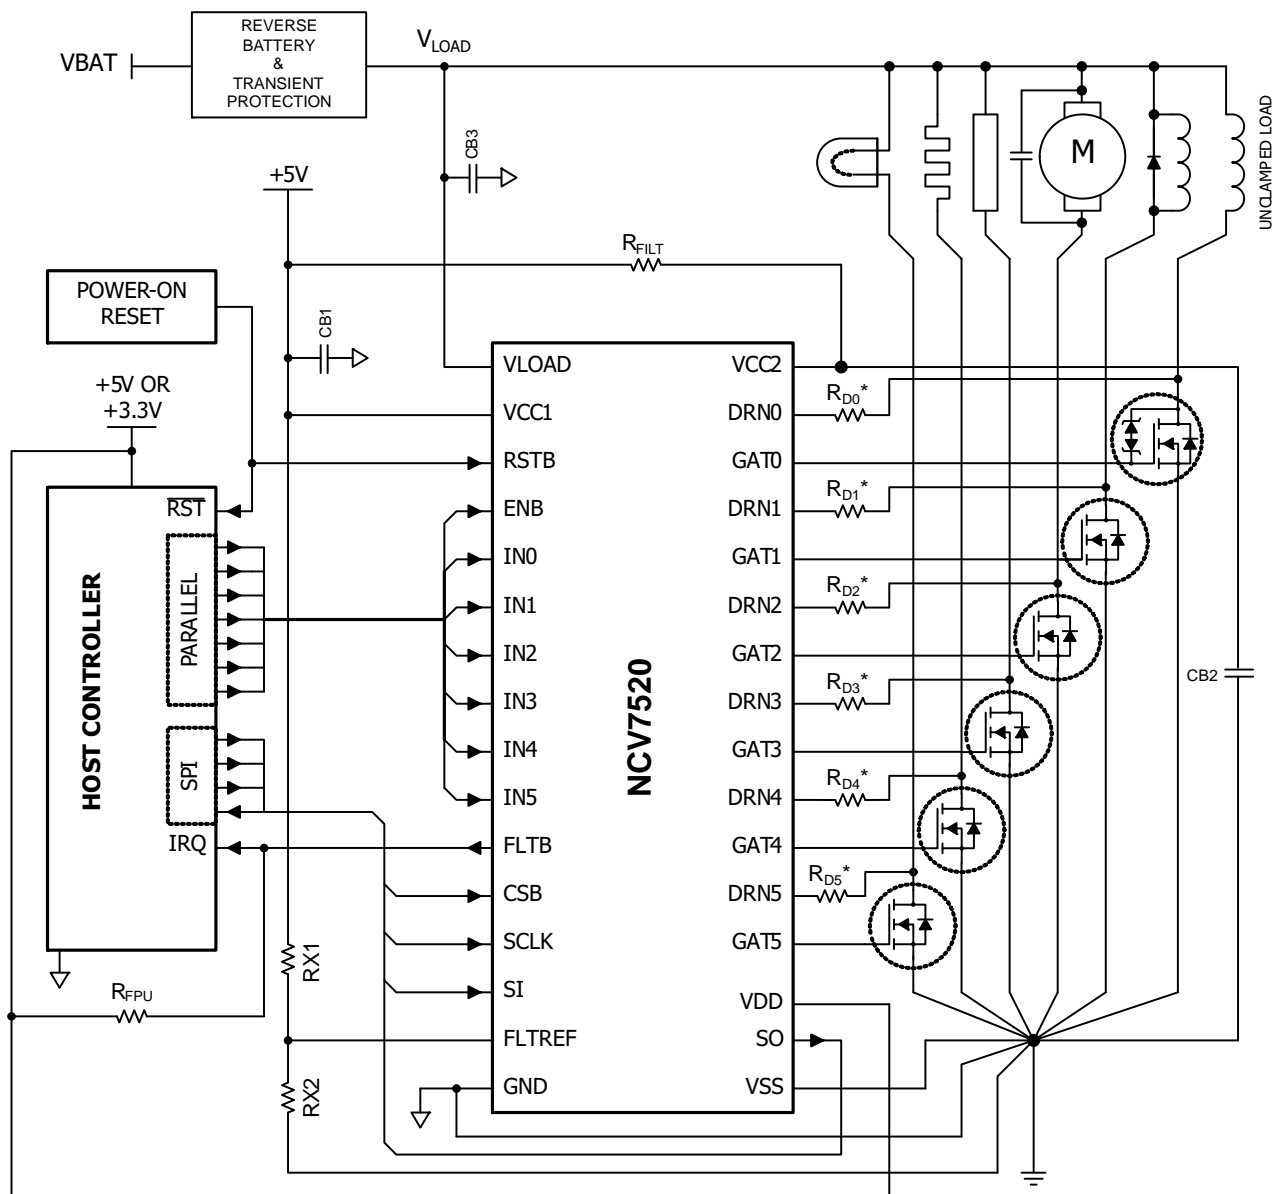 REVERSE
BATTERY
&
TRANSIENT
PROTECTION
VBAT
VLOAD
CB3
+5V
M
UNCLAMPED LOAD
RFILT
POWER-ON
RESET
CB1
+5V OR
+3.3V
HOST CONTROLLER
RST
PARALLEL
SPI
IRQ
RFPU
RX1
RX2
NCV7520
VLOAD
VCC1
RSTB
ENB
IN0
IN1
IN2
IN3
IN4
IN5
FLTB
CSB
SCLK
SI
FLTREF
GND
VCC2
DRN0
GAT0
DRN1
GAT1
DRN2
GAT2
DRN3
GAT3
DRN4
GAT4
DRN5
GAT5
VDD
SO
VSS
RD0*
RD1*
RD2*
RD3*
RD4*
RD5*
CB2